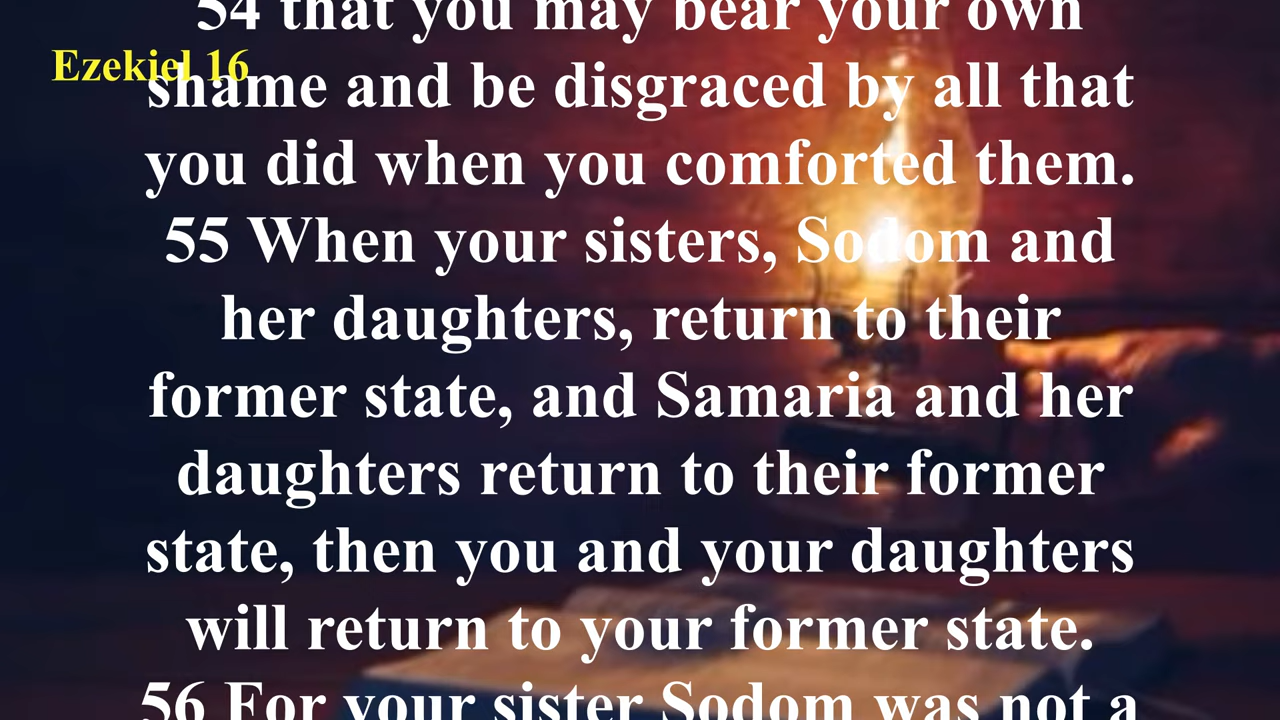 54 that you may bear your own
Ezekiel 16
shame and be disgraced by all that
you did when you comforted them.
55 When your sisters, Sodom and
her daughters, return to their
former state, and Samaria and her
daughters return to their former
state, then you and your daughters
will return to your former state.
56 For your sister Sodom was not a